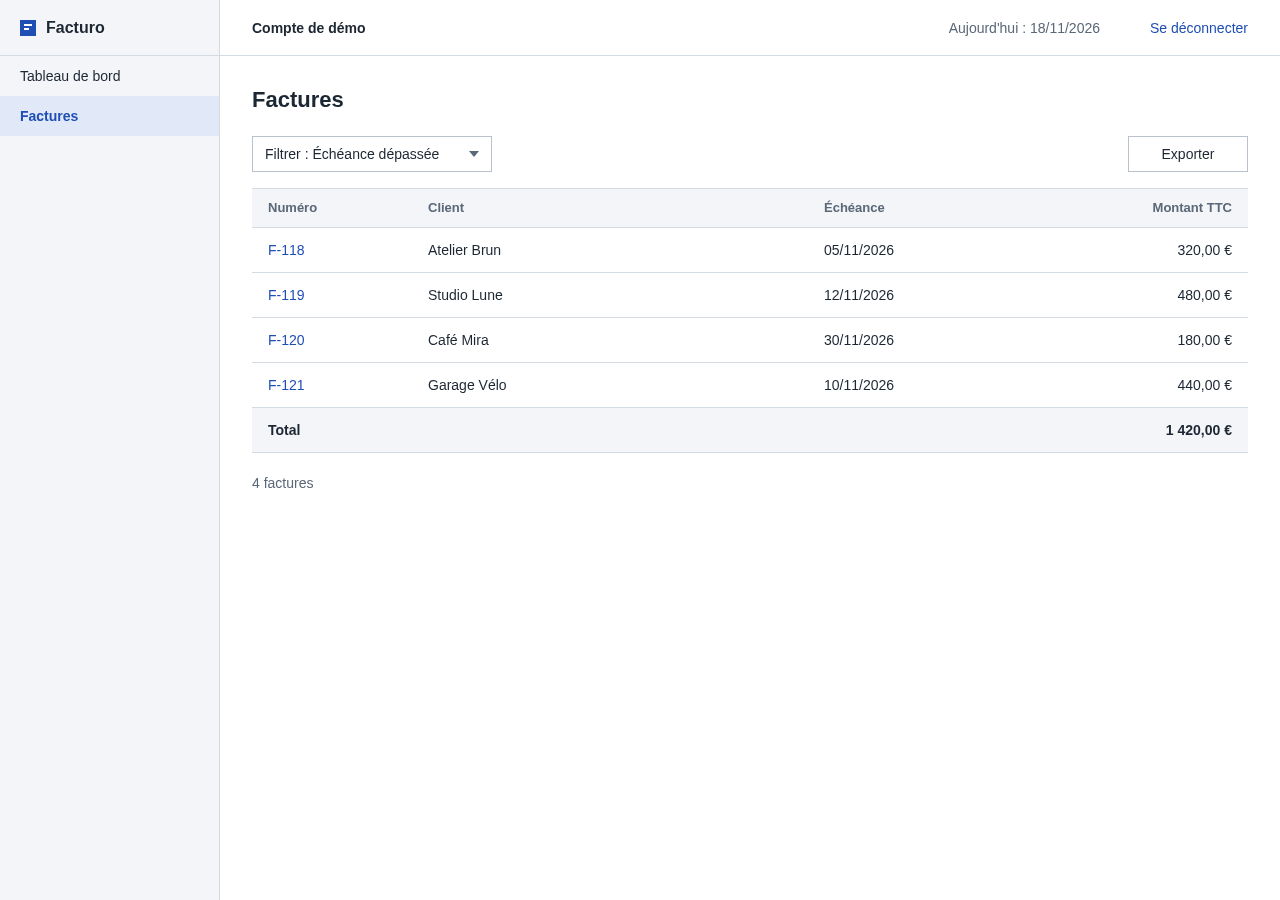 Facturo
Compte de démo
Aujourd'hui : 18/11/2026
Se déconnecter
Tableau de bord
Factures
Factures
Filtrer : Échéance dépassée
Exporter
Numéro Client Échéance Montant TTC
F-118 Atelier Brun 05/11/2026 320,00 €
F-119 Studio Lune 12/11/2026 480,00 €
F-120 Café Mira 30/11/2026 180,00 €
F-121 Garage Vélo 10/11/2026 440,00 €
Total 1 420,00 €
4 factures